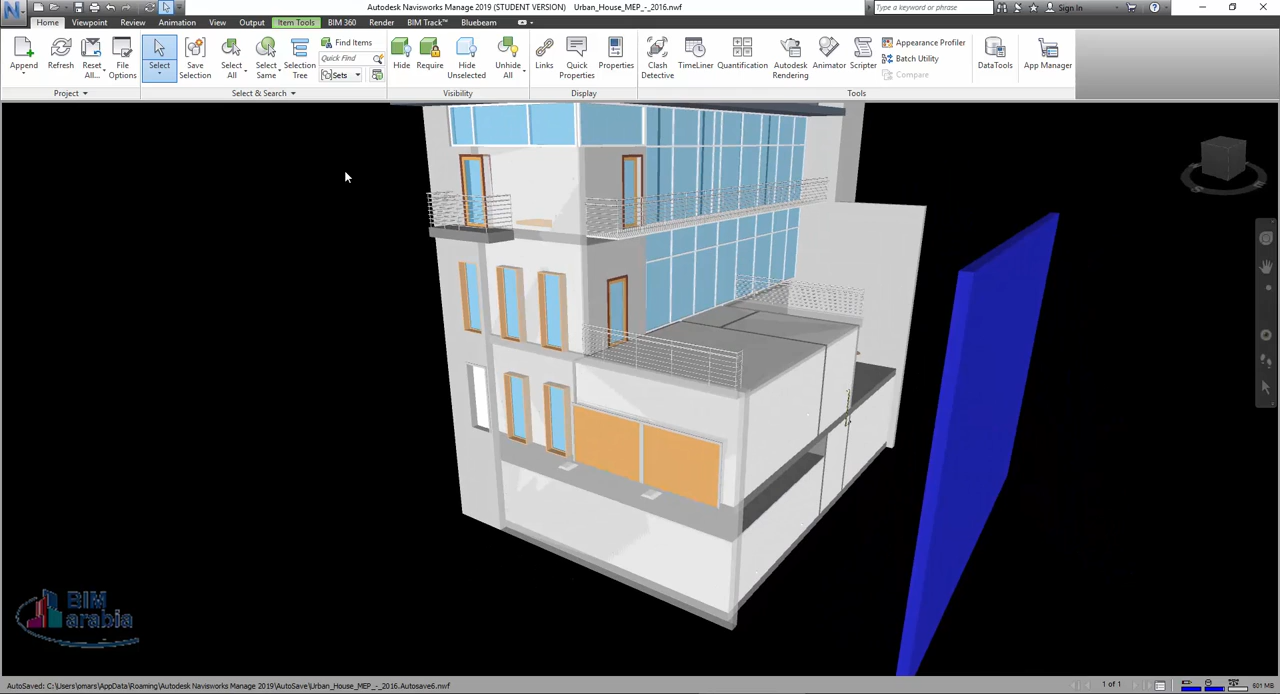 Autodesk Navisworks Manage 2019 (STUDENT VERSION) Urban_House_MEP_-_2016.nwf
Type a keyword or phrase
Sign In
Home Viewpoint Review Animation View Output Item Tools BIM 360 Render BIM Track™ Bluebeam
Append
Refresh
Reset All...
File Options
Project
Select
Save Selection
Select All
Select Same
Selection Tree
Find Items
Quick Find
Sets
Select & Search
Hide
Require
Hide Unselected
Unhide All
Visibility
Links
Quick Properties
Properties
Display
Clash Detective
TimeLiner
Quantification
Autodesk Rendering
Animator
Scripter
Appearance Profiler
Batch Utility
Compare
DataTools
App Manager
Tools
BIM
arabia
AutoSaved: C:\Users\omars\AppData\Roaming\Autodesk Navisworks Manage 2019\AutoSave\Urban_House_MEP_-_2016.Autosave6.nwf
1 of 1
601 MB